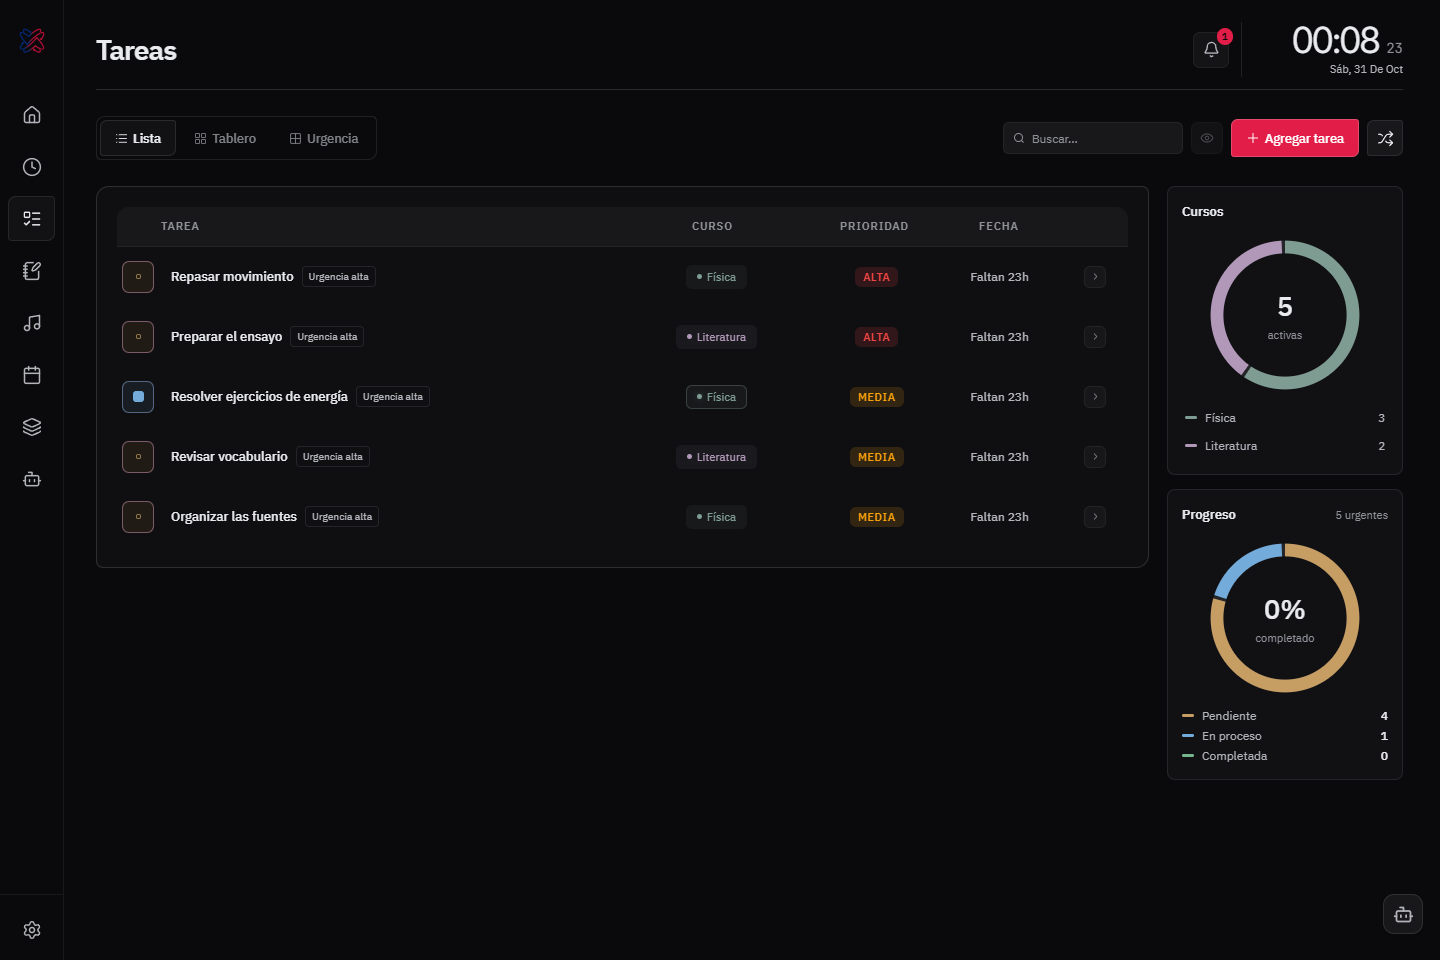 Tareas
1
00:08 23
Sáb, 31 De Oct
Lista
Tablero
Urgencia
Buscar...
Agregar tarea
TAREA CURSO PRIORIDAD FECHA
Repasar movimiento Urgencia alta Física ALTA Faltan 23h
Preparar el ensayo Urgencia alta Literatura ALTA Faltan 23h
Resolver ejercicios de energía Urgencia alta Física MEDIA Faltan 23h
Revisar vocabulario Urgencia alta Literatura MEDIA Faltan 23h
Organizar las fuentes Urgencia alta Física MEDIA Faltan 23h
Cursos
5
activas
Física 3
Literatura 2
Progreso 5 urgentes
0%
completado
Pendiente 4
En proceso 1
Completada 0